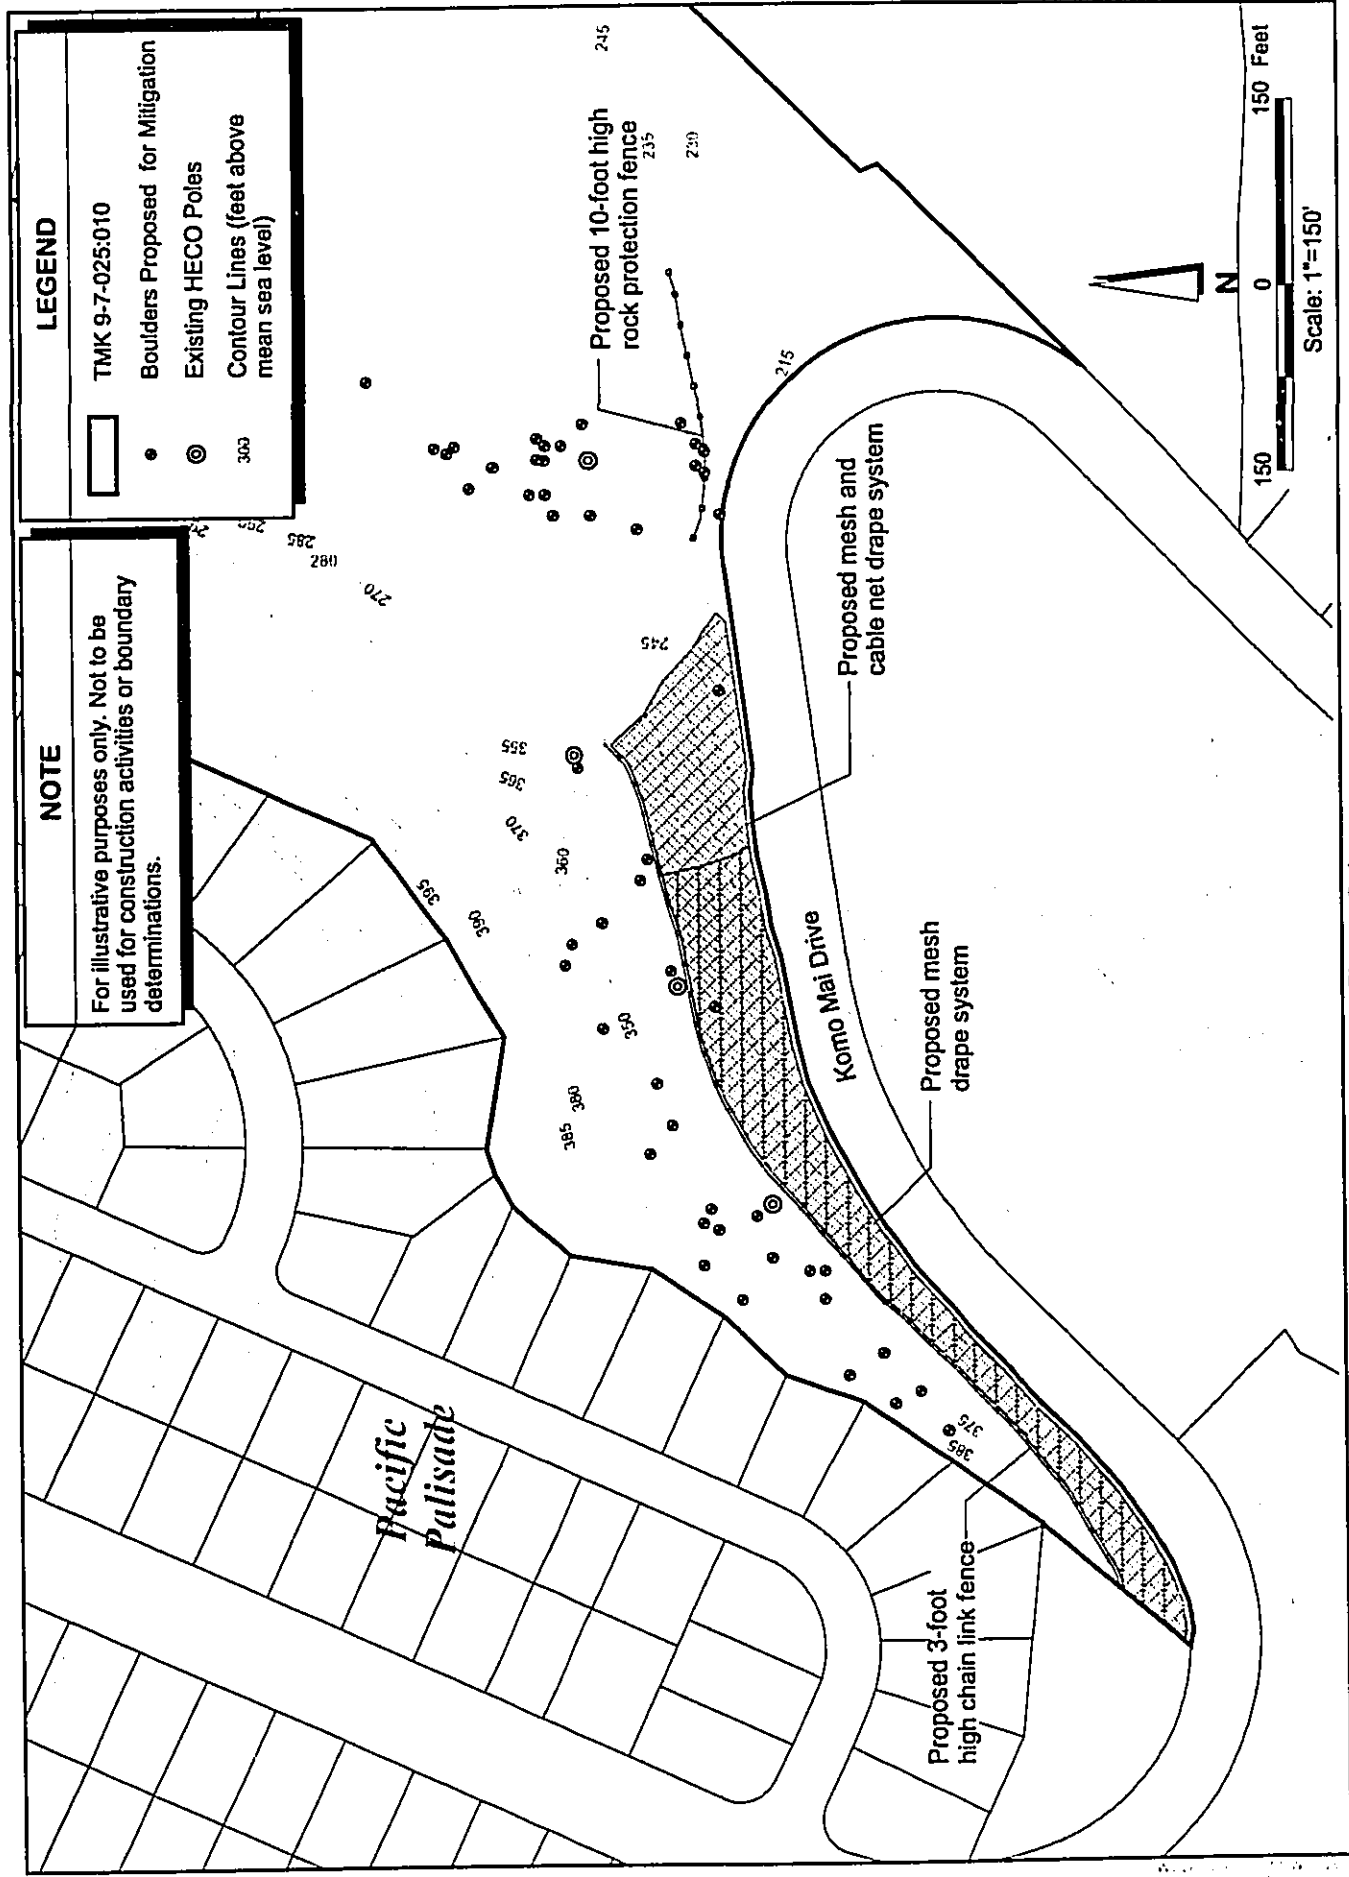 NOTE
For illustrative purposes only. Not to be
used for construction activities or boundary
determinations.
LEGEND
TMK 9-7-025:010
Boulders Proposed for Mitigation
Existing HECO Poles
300
Contour Lines (feet above
mean sea level)
285
280
270
245
245
235
230
215
355
365
370
360
395
390
350
380
385
375
385
Proposed 10-foot high
rock protection fence
Proposed mesh and
cable net drape system
Komo Mai Drive
Proposed mesh
drape system
Proposed 3-foot
high chain link fence
Pacific
Palisade
N
150 0 150 Feet
Scale: 1"=150'